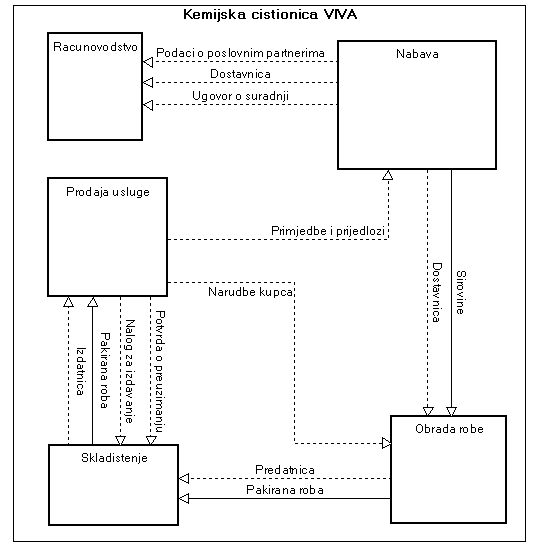 Kemijska cistionica VIVA
Racunovodstvo
Nabava
Podaci o poslovnim partnerima
Dostavnica
Ugovor o suradnji
Prodaja usluge
Primjedbe i prijedlozi
Narudbe kupca
Dostavnica
Sirovine
Izdatnica
Pakirana roba
Nalog za izdavanje
Potvrda o preuzimanju
Skladistenje
Obrada robe
Predatnica
Pakirana roba